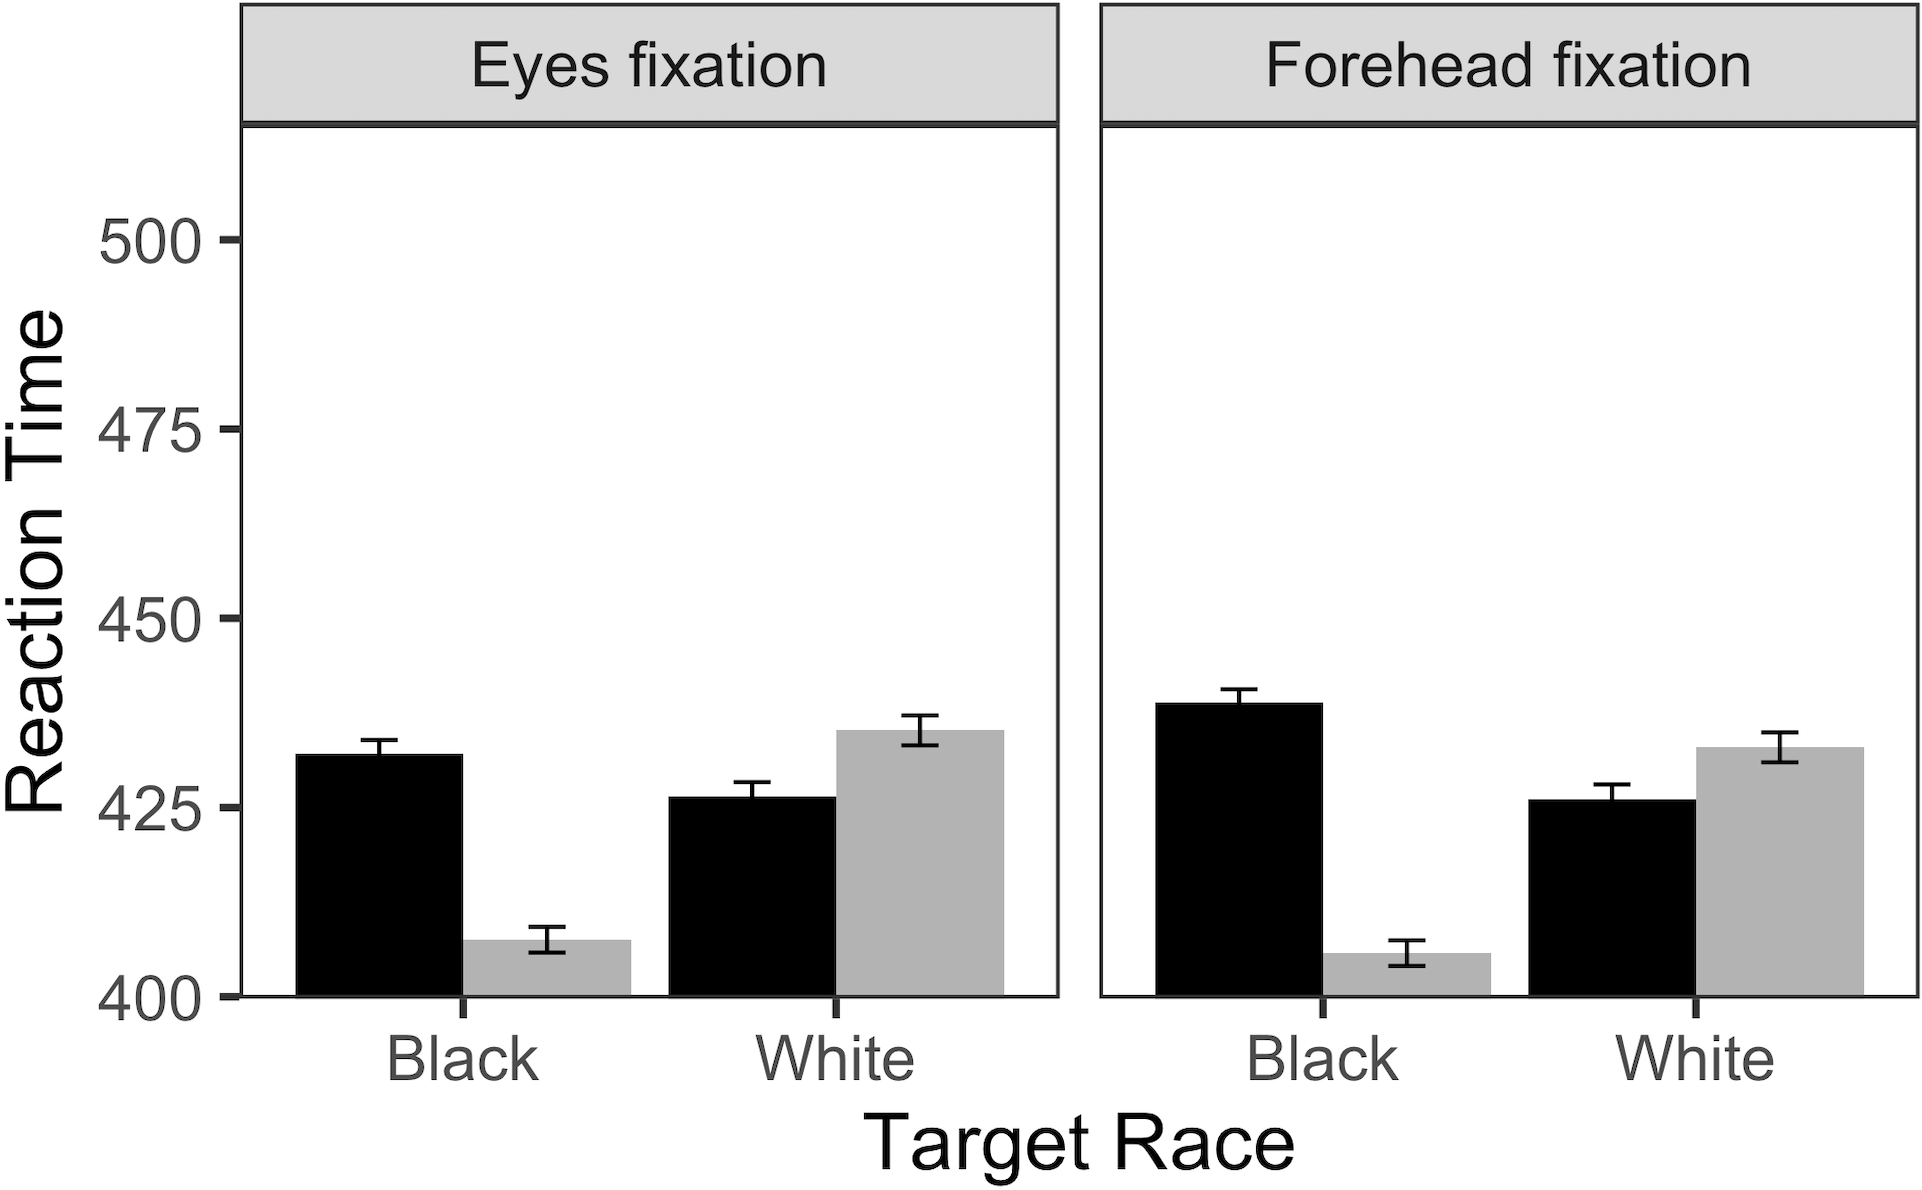 Eyes fixation
Forehead fixation
Reaction Time
500
475
450
425
400
Black
White
Black
White
Target Race